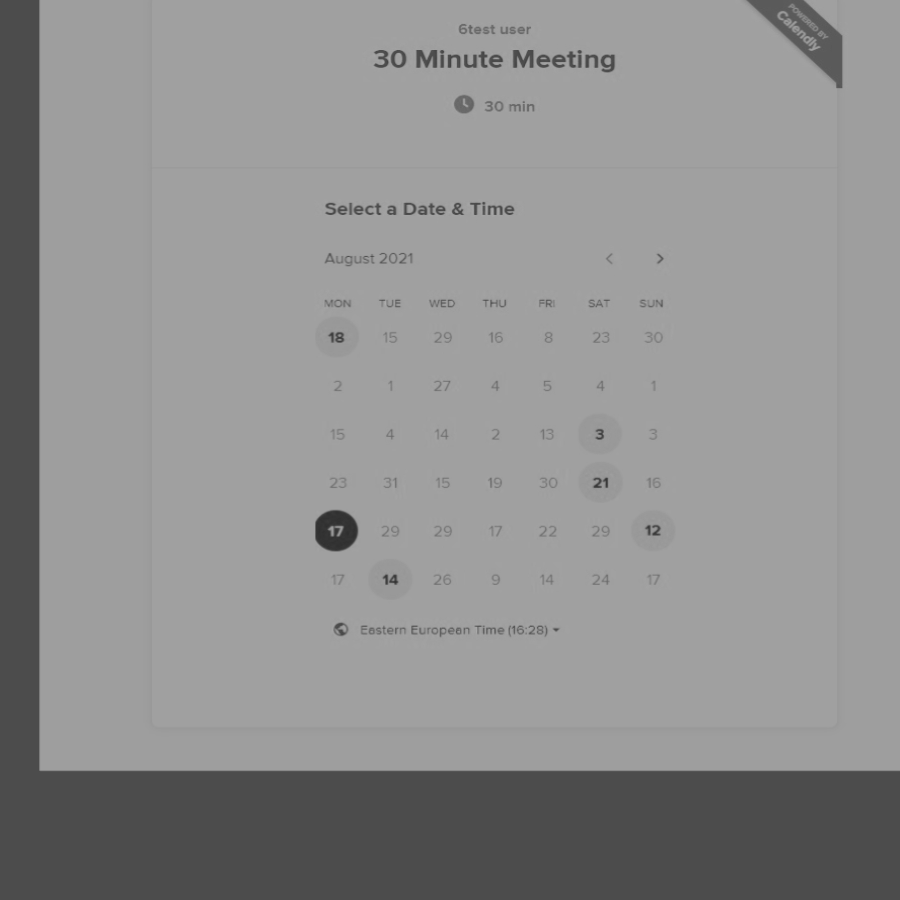 POWERED BY
Calendly
6test user
30 Minute Meeting
30 min
Select a Date & Time
August 2021
MON TUE WED THU FRI SAT SUN
18 15 29 16 8 23 30
2 1 27 4 5 4 1
15 4 14 2 13 3 3
23 31 15 19 30 21 16
17 29 29 17 22 29 12
17 14 26 9 14 24 17
Eastern European Time (16:28)